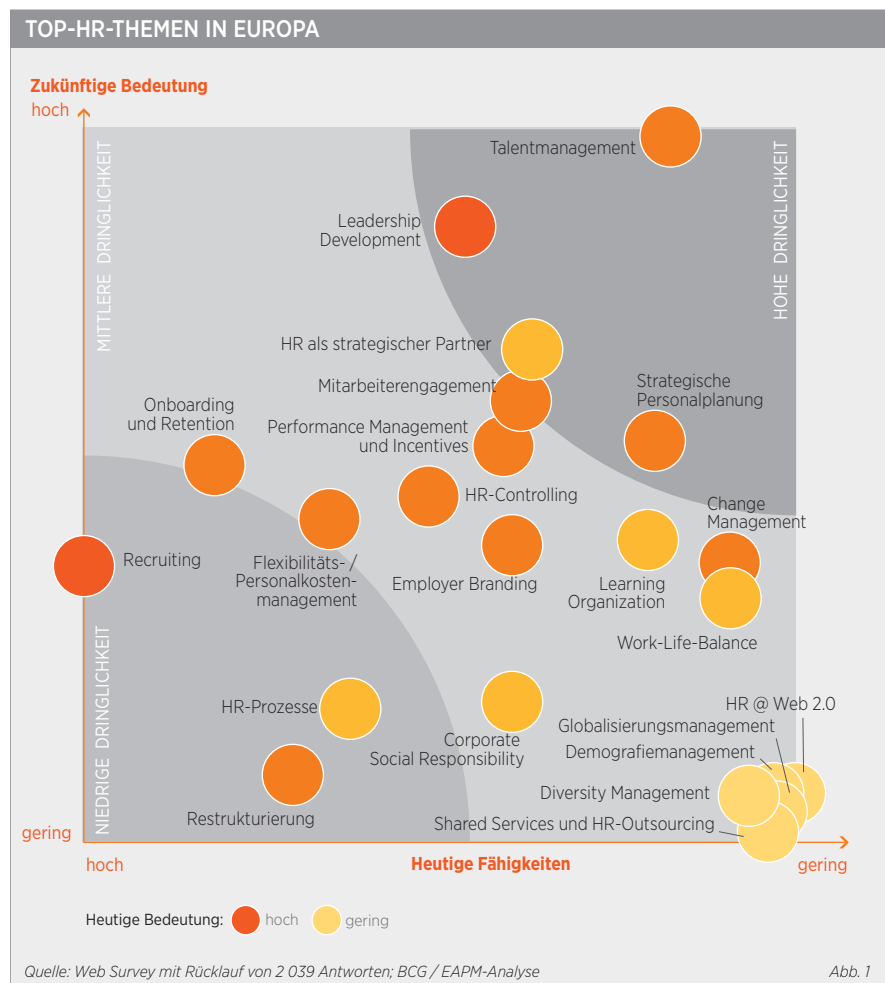 TOP-HR-THEMEN IN EUROPA
Zukünftige Bedeutung
hoch
MITTLERE DRINGLICHKEIT
HOHE DRINGLICHKEIT
Talentmanagement
Leadership
Development
HR als strategischer Partner
Mitarbeiterengagement
Strategische
Personalplanung
Onboarding
und Retention
Performance Management
und Incentives
HR-Controlling
Change
Management
Recruiting
Flexibilitäts-/
Personalkosten-
management
Employer Branding
Learning
Organization
Work-Life-Balance
NIEDRIGE DRINGLICHKEIT
HR-Prozesse
Corporate
Social Responsibility
HR @ Web 2.0
Globalisierungsmanagement
Demografiemanagement
Diversity Management
Restrukturierung
Shared Services und HR-Outsourcing
gering
hoch
Heutige Fähigkeiten
gering
Heutige Bedeutung: hoch gering
Quelle: Web Survey mit Rücklauf von 2 039 Antworten; BCG / EAPM-Analyse
Abb. 1